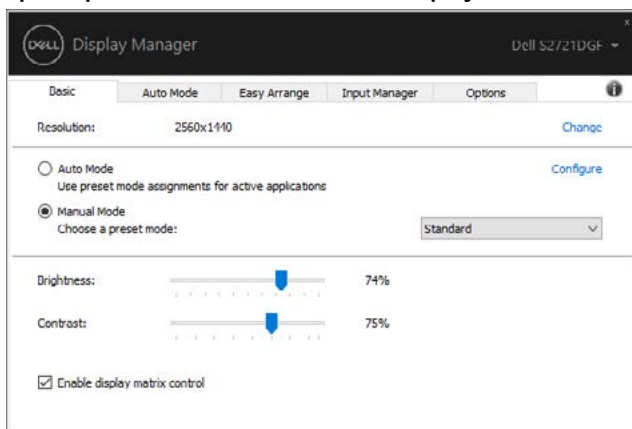 DELL Display Manager
Dell S2721DGF
x
Basic Auto Mode Easy Arrange Input Manager Options
Resolution: 2560x1440 Change
Auto Mode Configure
Use preset mode assignments for active applications
Manual Mode
Choose a preset mode: Standard
Brightness: 74%
Contrast: 75%
Enable display matrix control